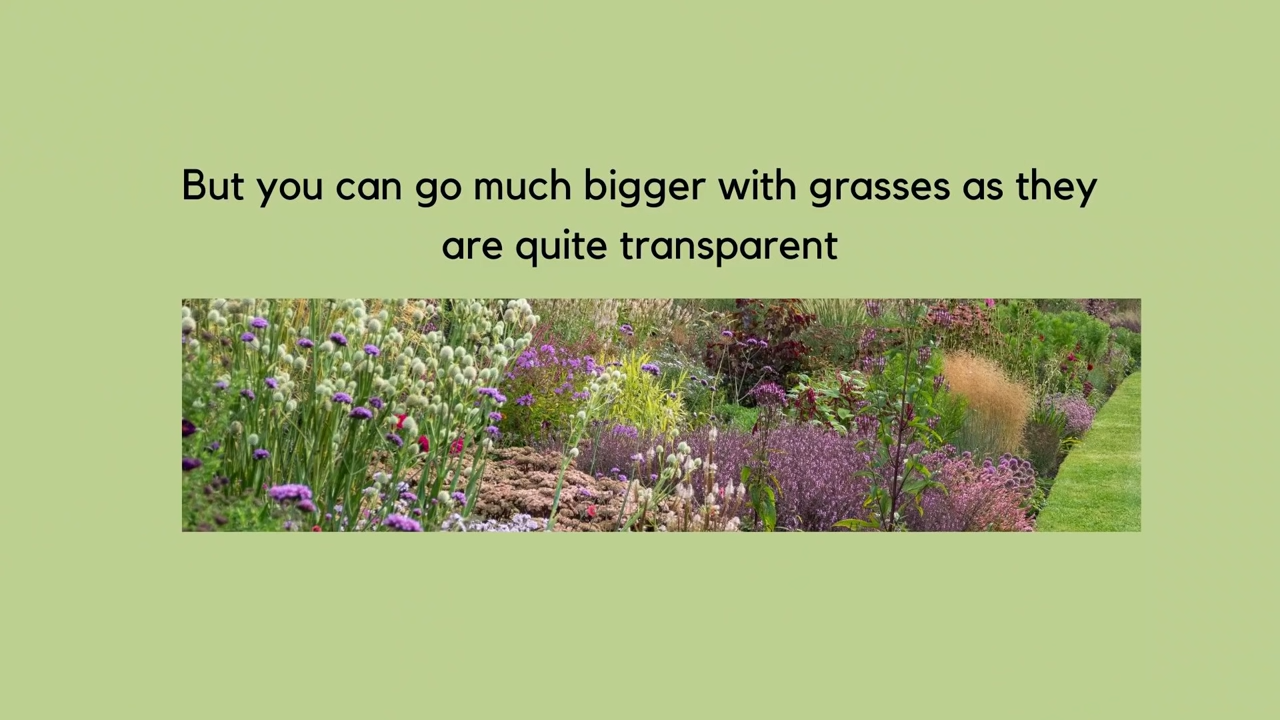 But you can go much bigger with grasses as they
are quite transparent